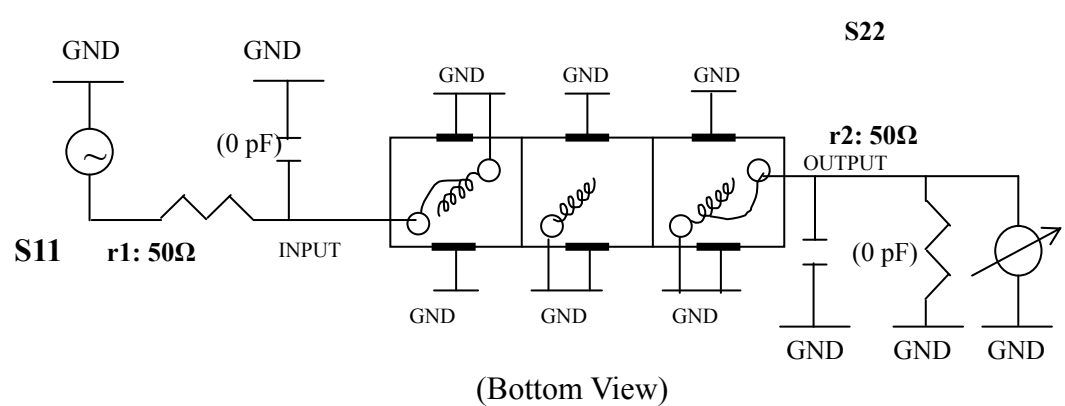 S22
GND
GND
GND
GND
GND
(0 pF)
r2: 50Ω
OUTPUT
~
S11
r1: 50Ω
INPUT
(0 pF)
GND
GND
GND
GND
GND
GND
(Bottom View)